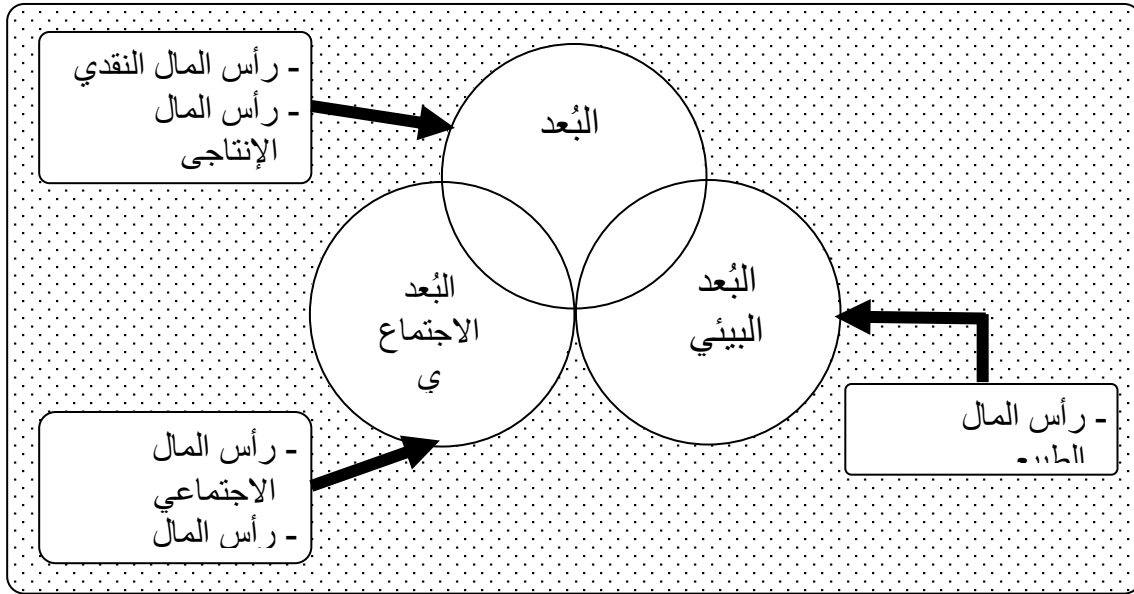 - رأس المال النقدي
- رأس المال
الإنتاجي
البُعد
البُعد
الاجتماع
ي
البُعد
البيئي
- رأس المال
الاجتماعي
- رأس المال
- رأس المال